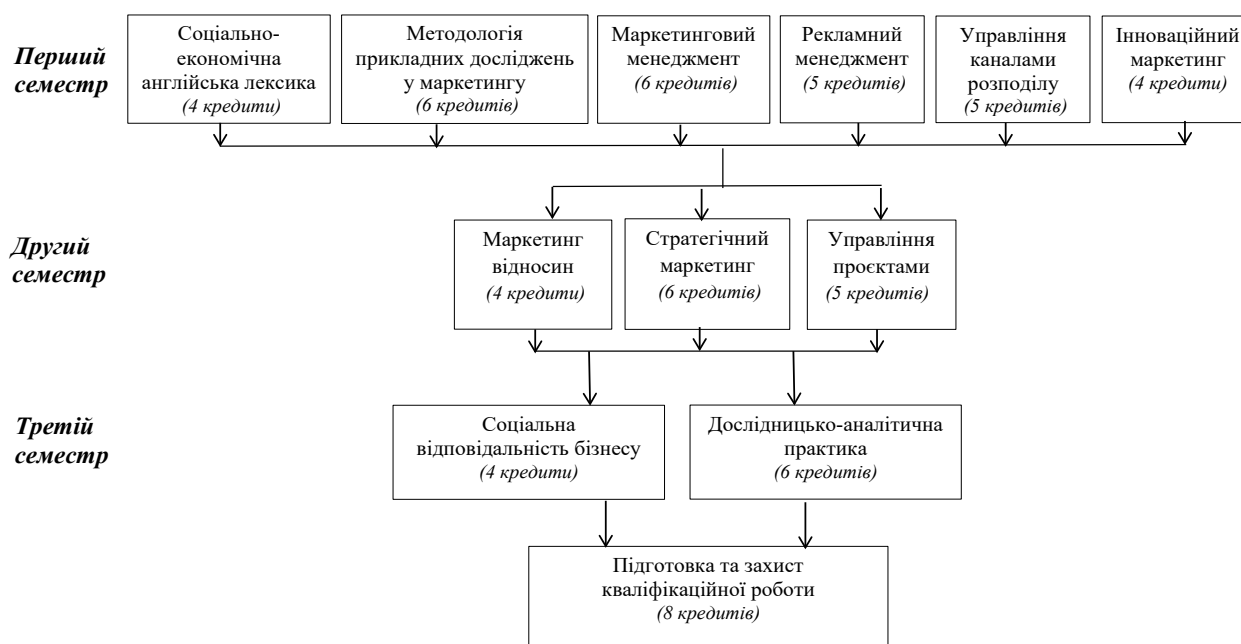 Перший
семестр
Соціально-
економічна
англійська лексика
(4 кредити)
Методологія
прикладних досліджень
у маркетингу
(6 кредитів)
Маркетинговий
менеджмент
(6 кредитів)
Рекламний
менеджмент
(5 кредитів)
Управління
каналами
розподілу
(5 кредитів)
Інноваційний
маркетинг
(4 кредити)
Другий
семестр
Маркетинг
відносин
(4 кредити)
Стратегічний
маркетинг
(6 кредитів)
Управління
проєктами
(5 кредитів)
Третій
семестр
Соціальна
відповідальність бізнесу
(4 кредити)
Дослідницько-аналітична
практика
(6 кредитів)
Підготовка та захист
кваліфікаційної роботи
(8 кредитів)